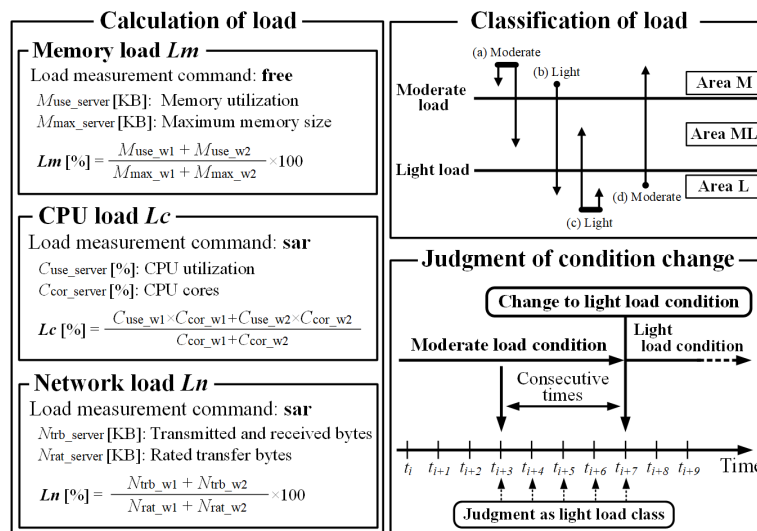 Calculation of load
Memory load Lm
Load measurement command: free
Muse_server [KB]: Memory utilization
Mmax_server [KB]: Maximum memory size
Lm [%] = Muse_w1 + Muse_w2 / Mmax_w1 + Mmax_w2 ×100
CPU load Lc
Load measurement command: sar
Cuse_server [%]: CPU utilization
Ccor_server [%]: CPU cores
Lc [%] = Cuse_w1×Ccor_w1+Cuse_w2×Ccor_w2 / Ccor_w1+Ccor_w2
Network load Ln
Load measurement command: sar
Ntrb_server [KB]: Transmitted and received bytes
Nrat_server [KB]: Rated transfer bytes
Ln [%] = Ntrb_w1 + Ntrb_w2 / Nrat_w1 + Nrat_w2 ×100
Classification of load
(a) Moderate
(b) Light
Moderate
load
Area M
Area ML
Light load
Area L
(d) Moderate
(c) Light
Judgment of condition change
Change to light load condition
Moderate load condition
Light
load condition
Consecutive
times
ti ti+1 ti+2 ti+3 ti+4 ti+5 ti+6 ti+7 ti+8 ti+9 Time
Judgment as light load class